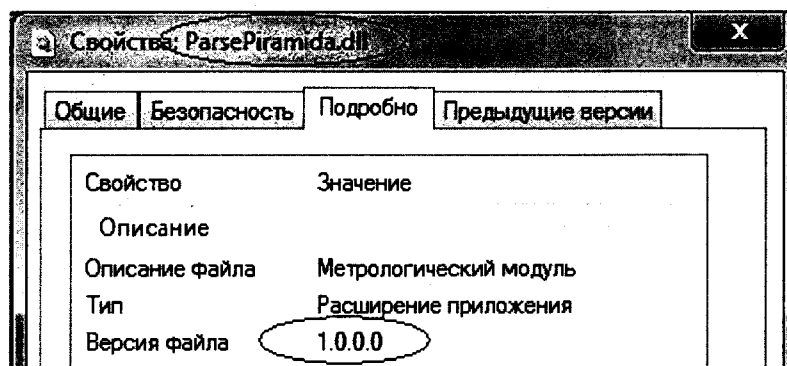 Свойства: ParsePiramida.dll
X
Общие Безопасность Подробно Предыдущие версии
Свойство Значение
Описание
Описание файла Метрологический модуль
Тип Расширение приложения
Версия файла 1.0.0.0